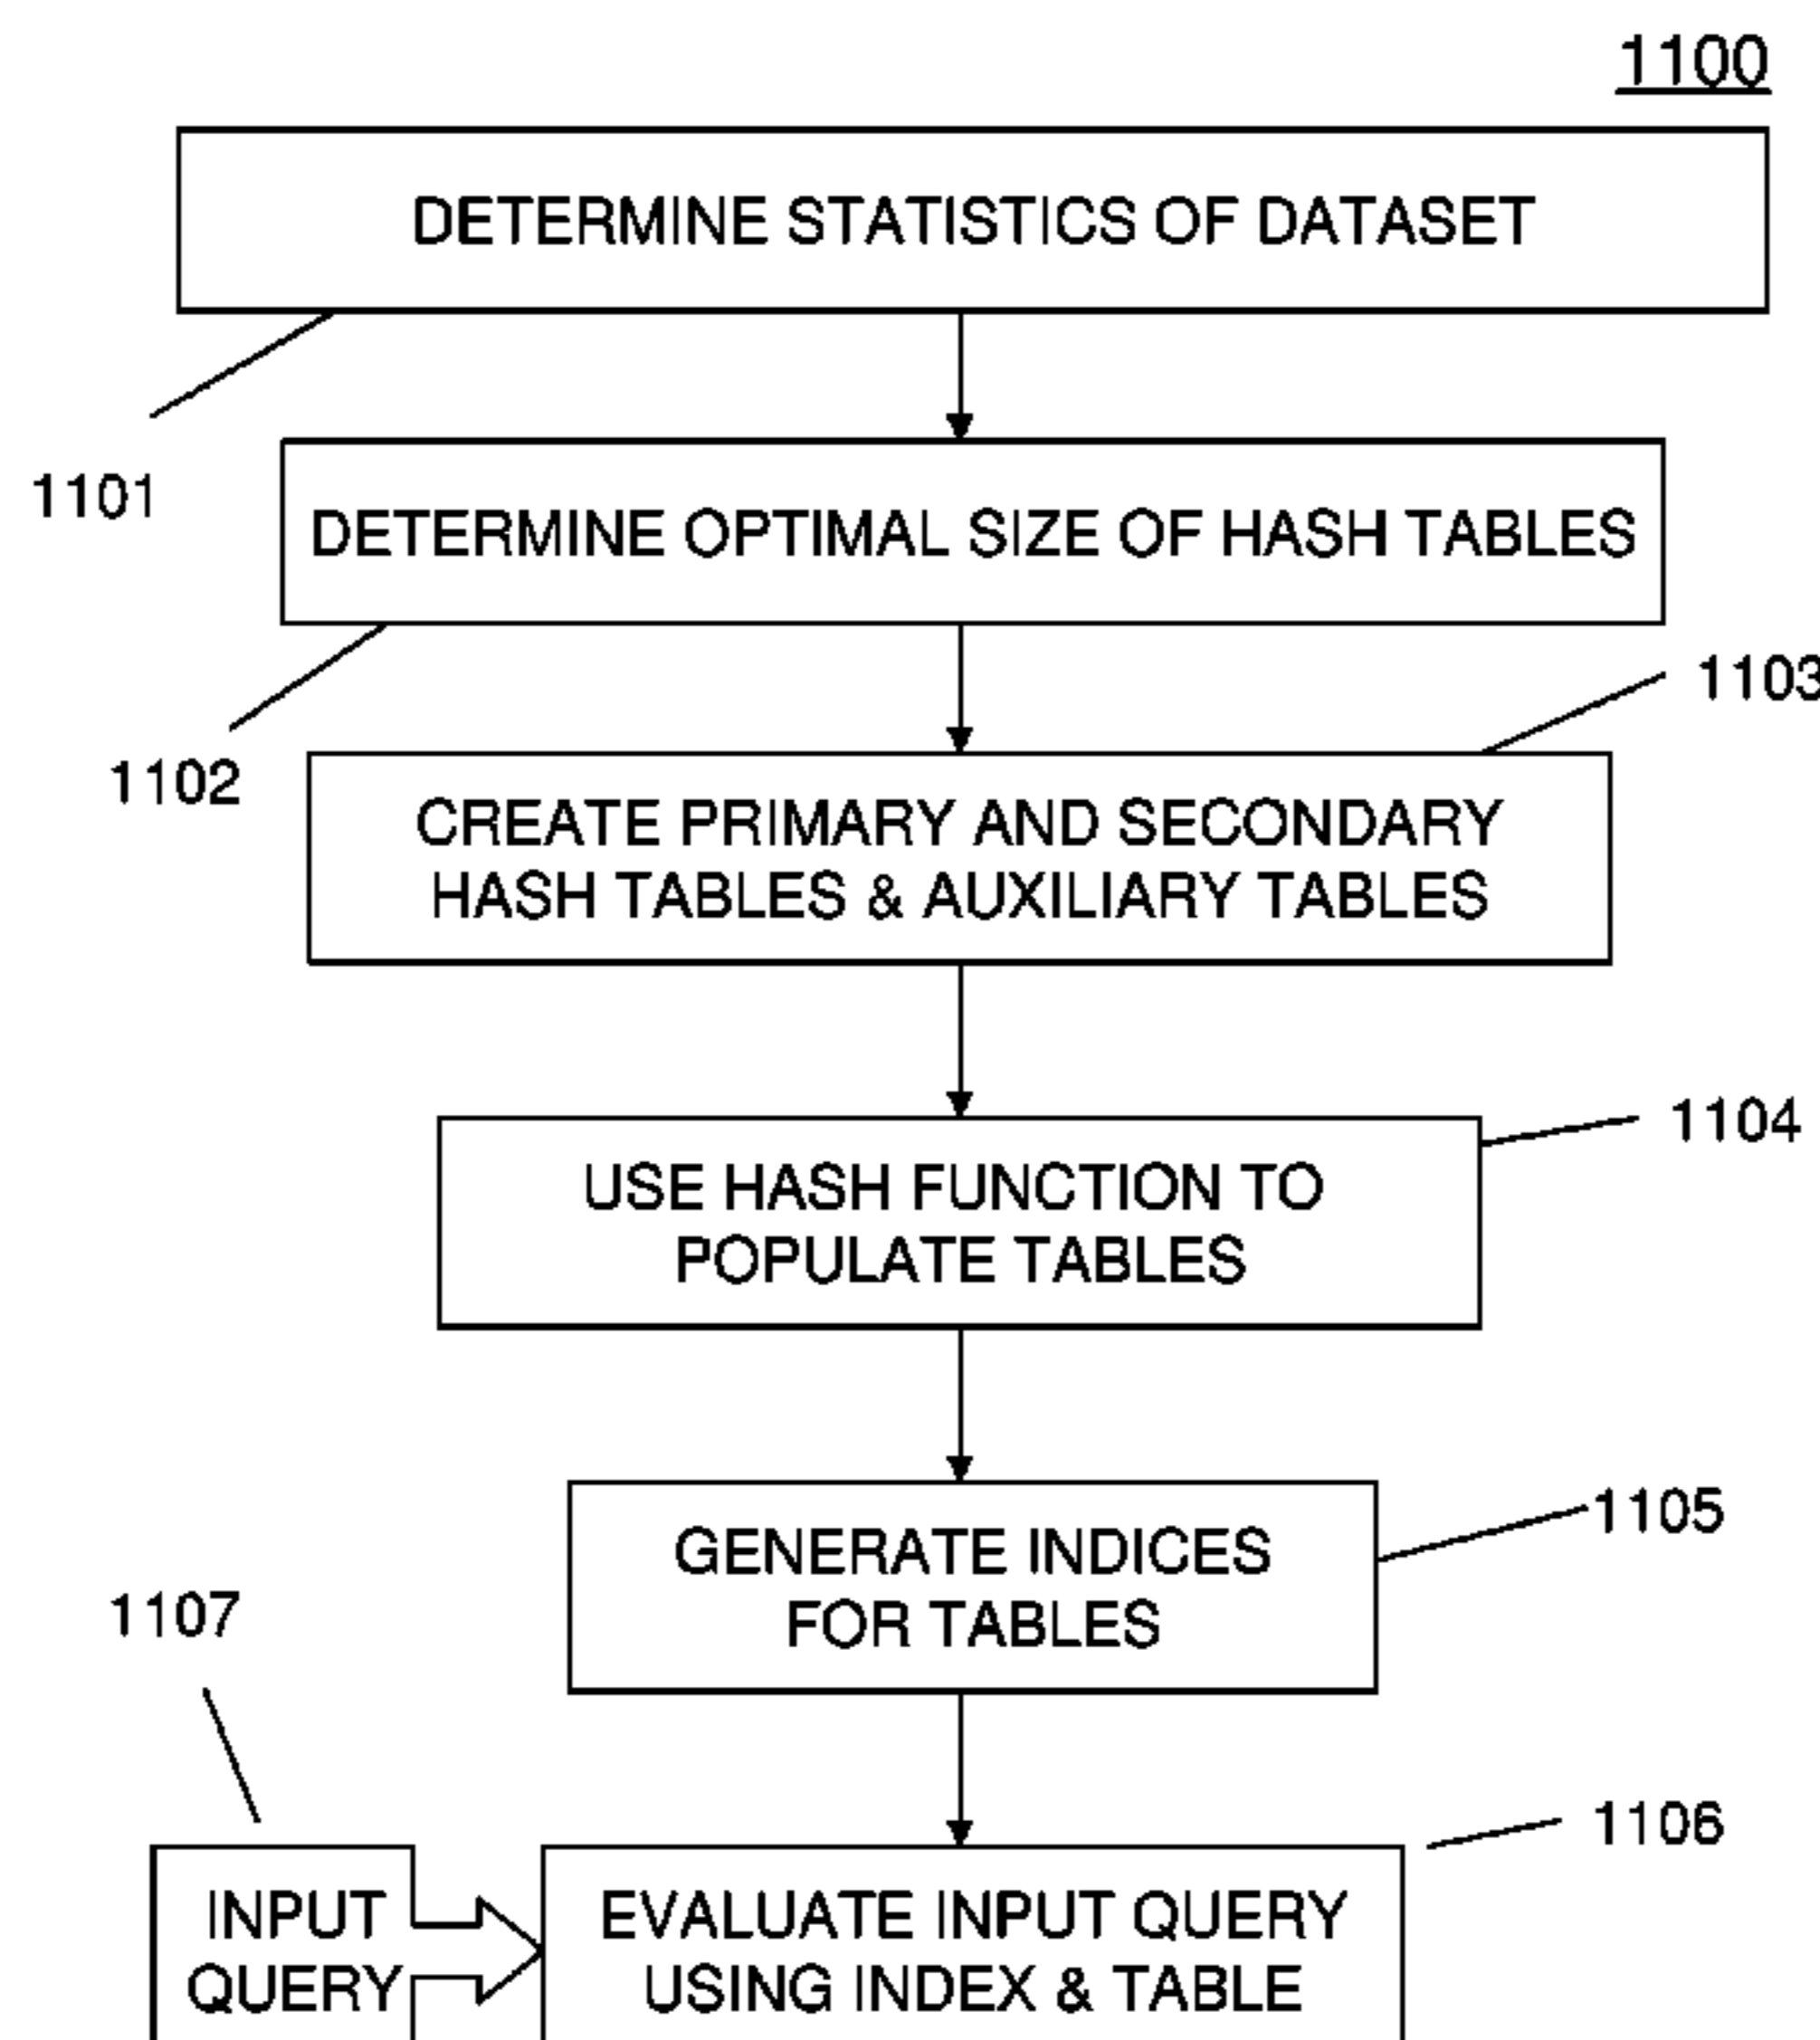 1100
DETERMINE STATISTICS OF DATASET
1101
DETERMINE OPTIMAL SIZE OF HASH TABLES
1102
1103
CREATE PRIMARY AND SECONDARY
HASH TABLES & AUXILIARY TABLES
1104
USE HASH FUNCTION TO
POPULATE TABLES
1105
GENERATE INDICES
FOR TABLES
1107
1106
INPUT
QUERY
EVALUATE INPUT QUERY
USING INDEX & TABLE